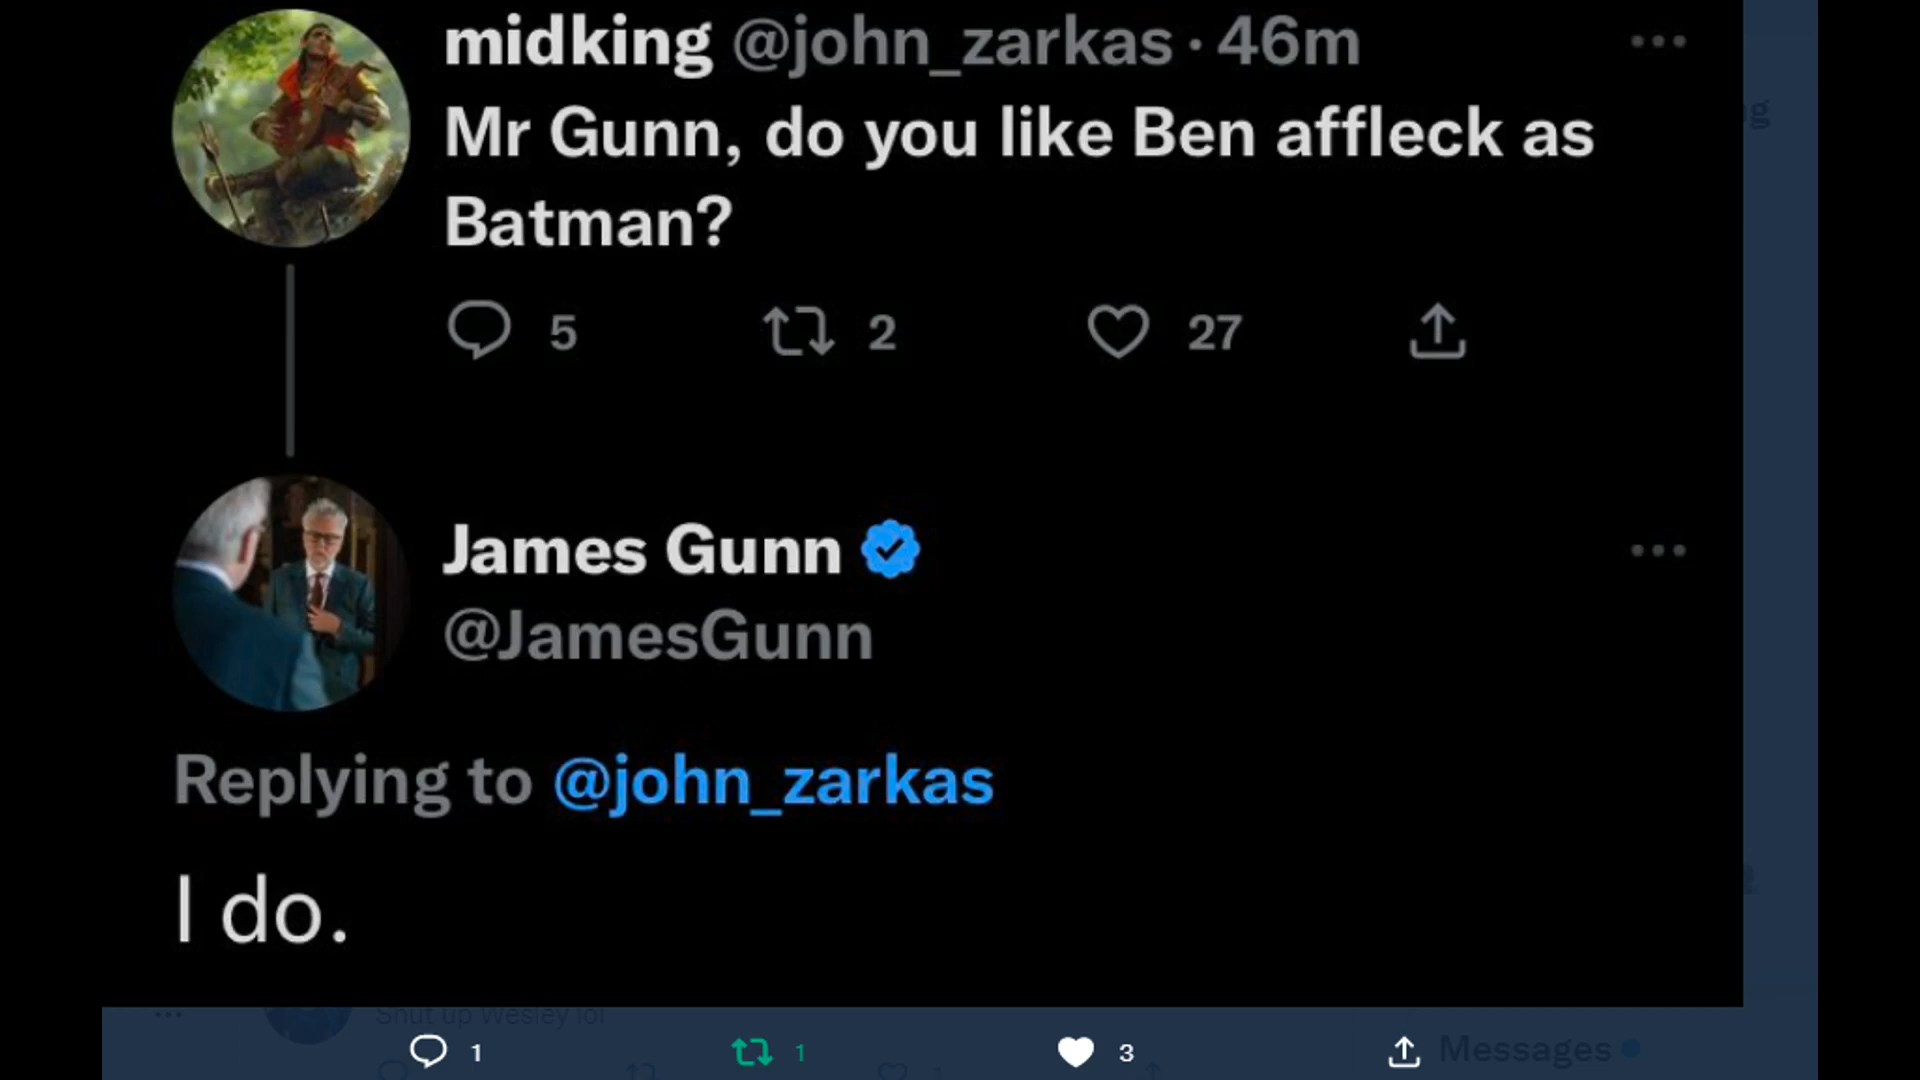 midking @john_zarkas · 46m
Mr Gunn, do you like Ben affleck as
Batman?
5 2 27
James Gunn
@JamesGunn
Replying to @john_zarkas
I do.
Shut up Wesley lol
1 1 3
Messages